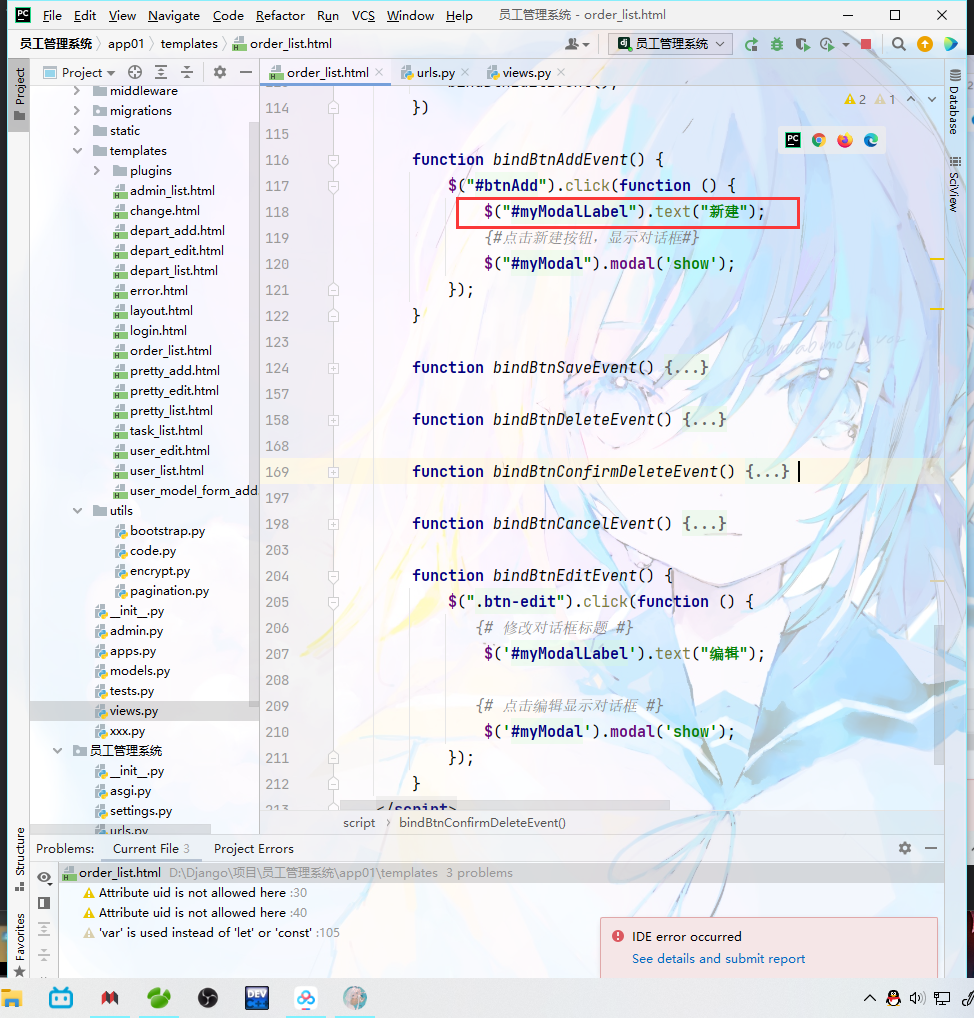 File Edit View Navigate Code Refactor Run VCS Window Help 员工管理系统 - order_list.html
员工管理系统 app01 templates order_list.html 员工管理系统
Project
Project
order_list.html urls.py views.py
Database
SciView
middleware
migrations
static
templates
plugins
admin_list.html
change.html
depart_add.html
depart_edit.html
depart_list.html
error.html
layout.html
login.html
order_list.html
pretty_add.html
pretty_edit.html
pretty_list.html
task_list.html
user_edit.html
user_list.html
user_model_form_add
utils
bootstrap.py
code.py
encrypt.py
pagination.py
__init__.py
admin.py
apps.py
models.py
tests.py
views.py
xxx.py
员工管理系统
__init__.py
asgi.py
settings.py
urls.py
2 1
114 })
115
116 function bindBtnAddEvent() {
117 $("#btnAdd").click(function () {
118 $("#myModalLabel").text("新建");
119 {#点击新建按钮，显示对话框#}
120 $("#myModal").modal('show');
121 });
122 }
123
124 function bindBtnSaveEvent() {...}
157
158 function bindBtnDeleteEvent() {...}
168
169 function bindBtnConfirmDeleteEvent() {...}
197
198 function bindBtnCancelEvent() {...}
203
204 function bindBtnEditEvent() {
205 $(".btn-edit").click(function () {
206 {# 修改对话框标题 #}
207 $('#myModalLabel').text("编辑");
208
209 {# 点击编辑显示对话框 #}
210 $('#myModal').modal('show');
211 });
212 }
213 </script>
script bindBtnConfirmDeleteEvent()
Structure
Favorites
Problems: Current File 3 Project Errors
order_list.html D:\Django\项目\员工管理系统\app01\templates 3 problems
Attribute uid is not allowed here :30
Attribute uid is not allowed here :40
'var' is used instead of 'let' or 'const' :105
IDE error occurred
See details and submit report
DEV